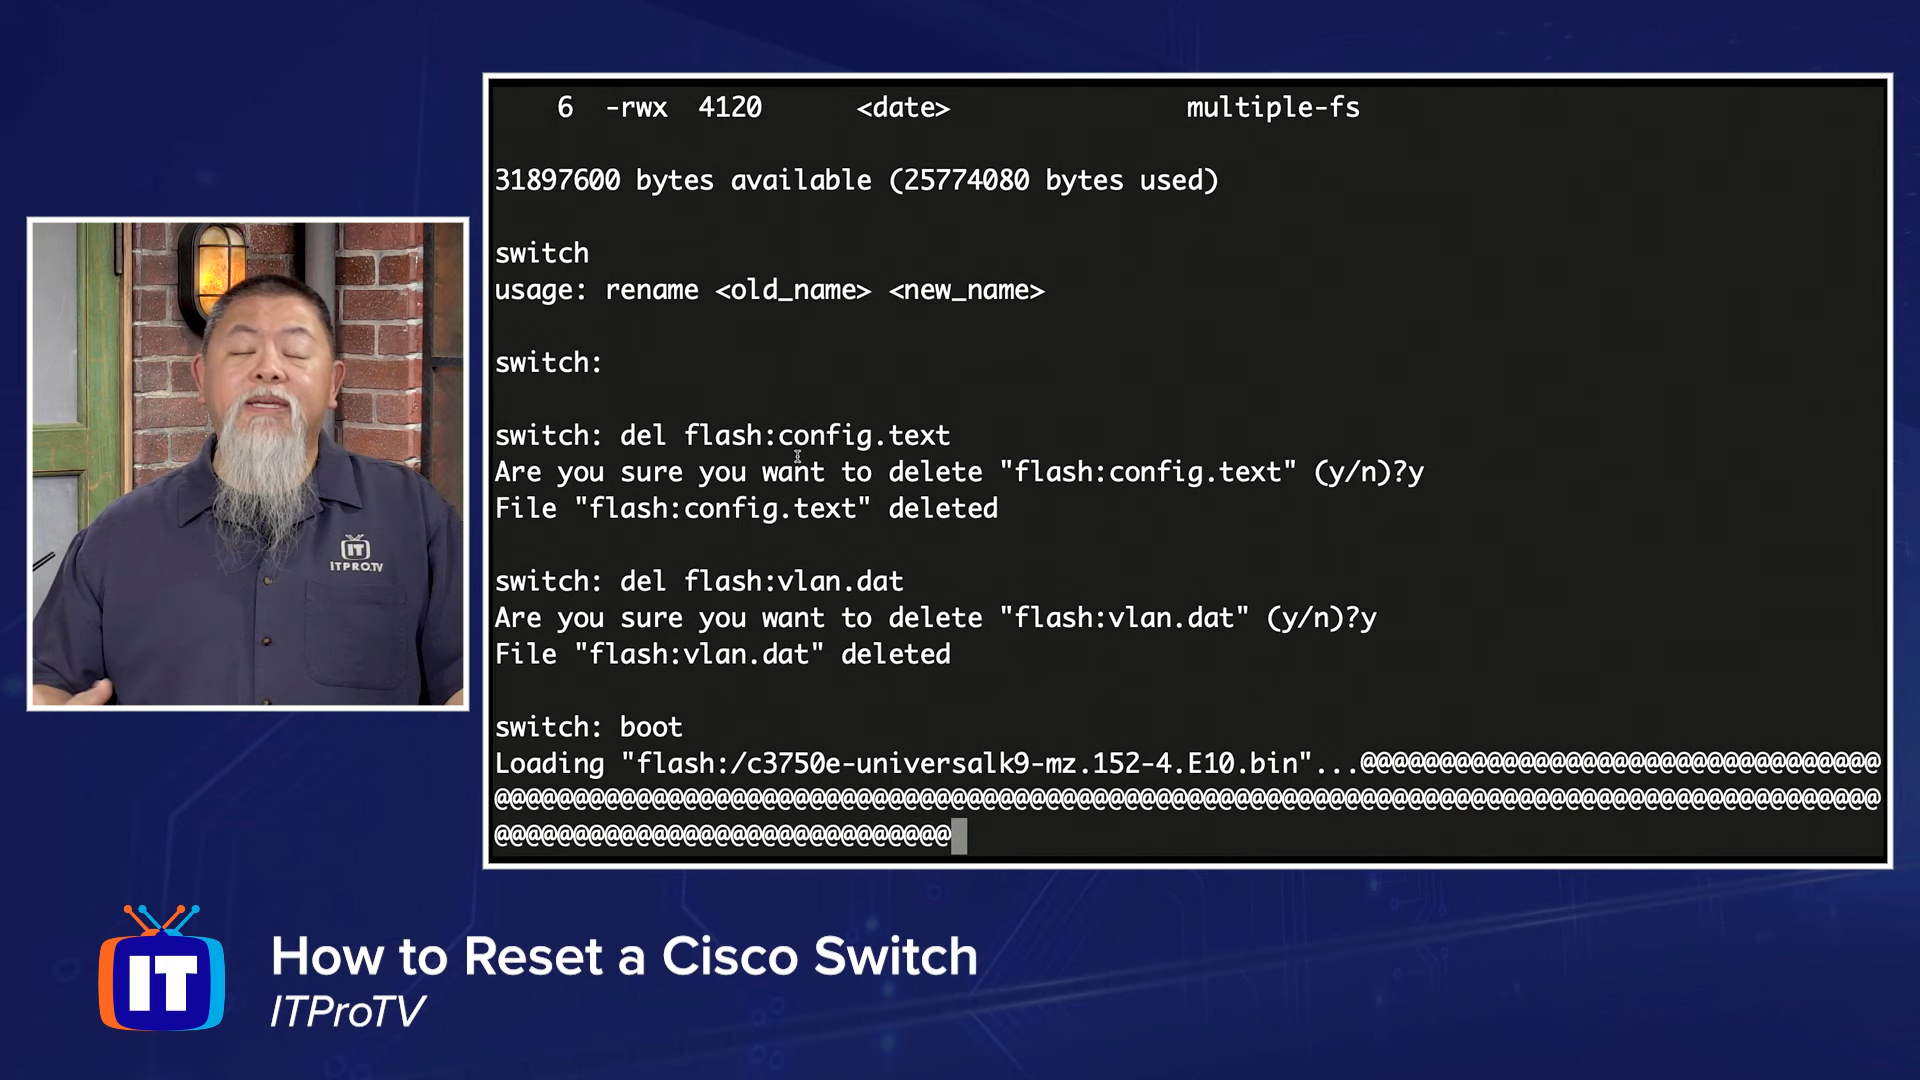 6 -rwx 4120 <date> multiple-fs
31897600 bytes available (25774080 bytes used)
switch
usage: rename <old_name> <new_name>
switch:
switch: del flash:config.text
Are you sure you want to delete "flash:config.text" (y/n)?y
File "flash:config.text" deleted
switch: del flash:vlan.dat
Are you sure you want to delete "flash:vlan.dat" (y/n)?y
File "flash:vlan.dat" deleted
switch: boot
Loading "flash:/c3750e-universalk9-mz.152-4.E10.bin"...@@@@@@@@@@@@@@@@@@@@@@@@@@@@@@@@@
@@@@@@@@@@@@@@@@@@@@@@@@@@@@@@@@@@@@@@@@@@@@@@@@@@@@@@@@@@@@@@@@@@@@@@@@@@@@@@@@@@@@@@@@
@@@@@@@@@@@@@@@@@@@@@@@@@@@@@
IT
ITPRO.TV
IT
How to Reset a Cisco Switch
ITProTV